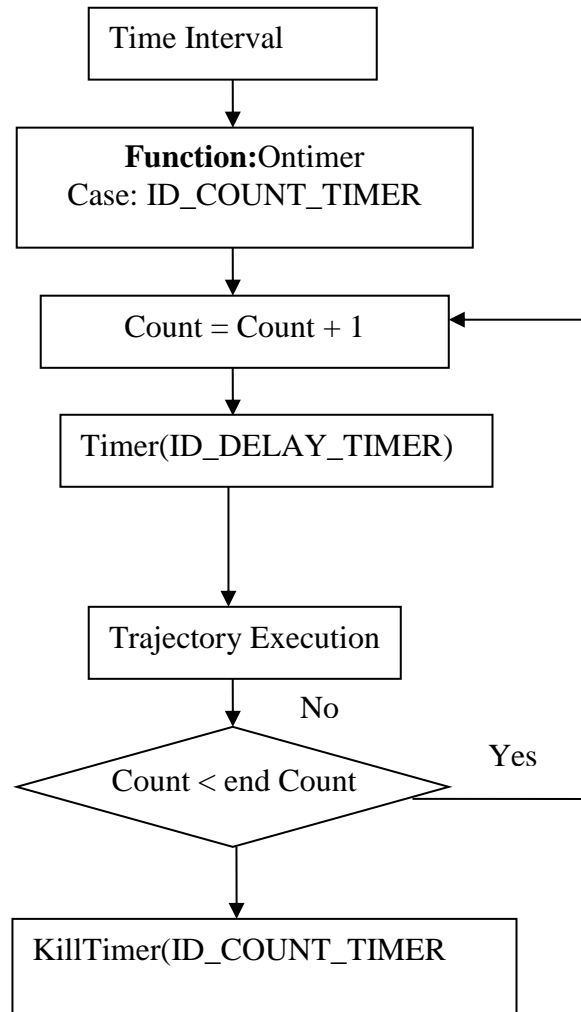 Time Interval
Function:Ontimer
Case: ID_COUNT_TIMER
Count = Count + 1
Timer(ID_DELAY_TIMER)
Trajectory Execution
No
Count < end Count
Yes
KillTimer(ID_COUNT_TIMER